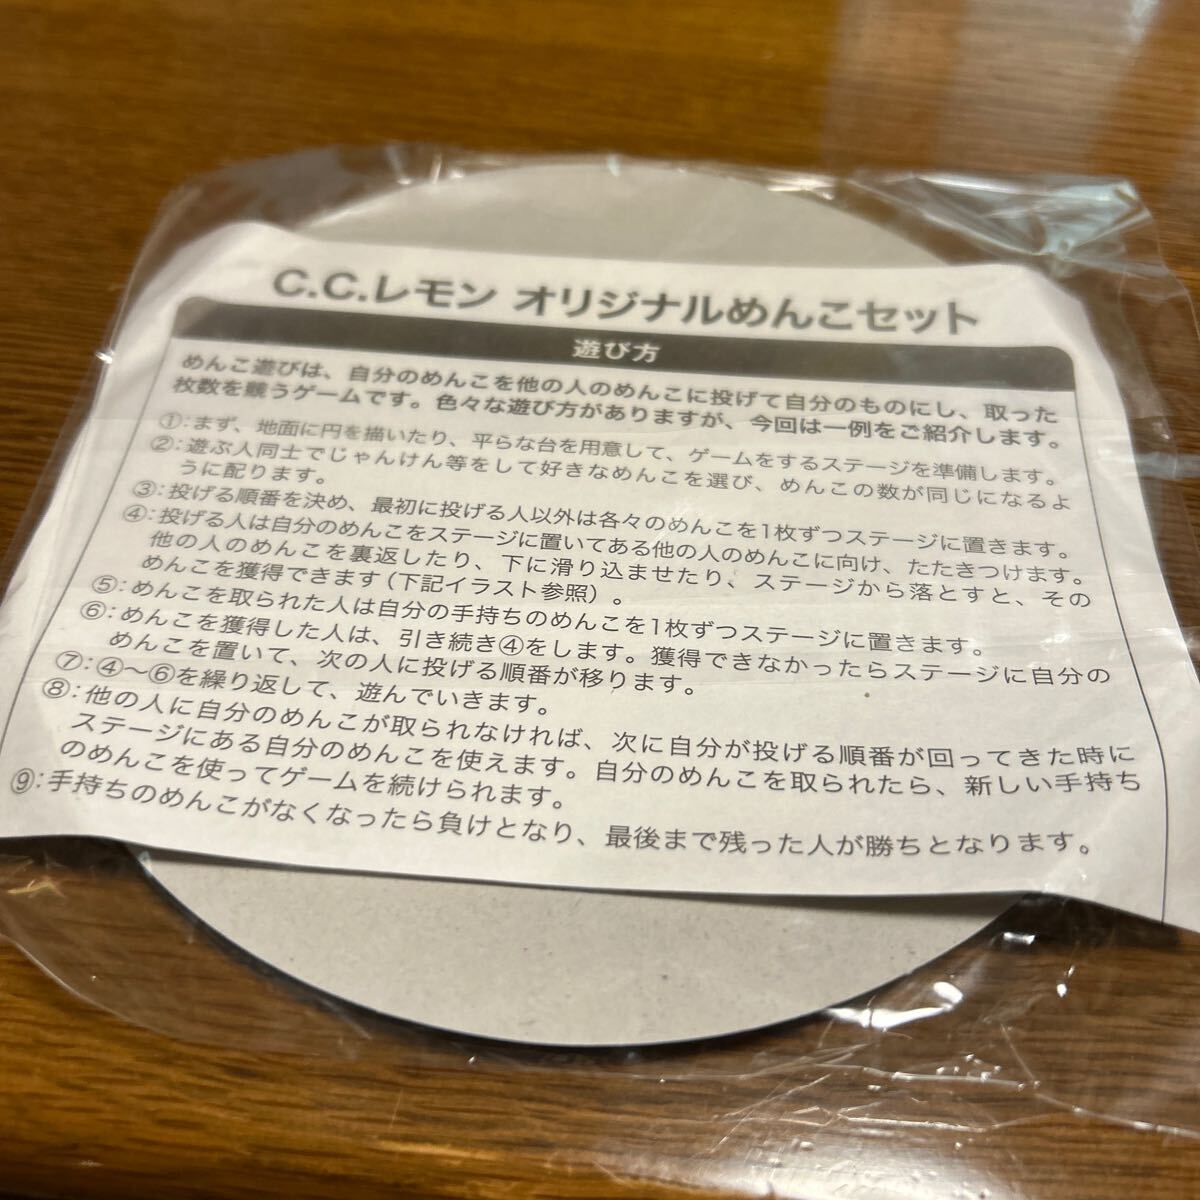 C.C.レモン オリジナルめんこセット
遊び方
めんこ遊びは、自分のめんこを他の人のめんこに投げて自分のものにし、取った
枚数を競うゲームです。色々な遊び方がありますが、今回は一例をご紹介します。
①:まず、地面に円を描いたり、平らな台を用意して、ゲームをするステージを準備します。
②:遊ぶ人同士でじゃんけん等をして好きなめんこを選び、めんこの数が同じになるよ
うに配ります。
③:投げる順番を決め、最初に投げる人以外は各々のめんこを1枚ずつステージに置きます。
④:投げる人は自分のめんこをステージに置いてある他の人のめんこに向け、たたきつけます。
他の人のめんこを裏返したり、下に滑り込ませたり、ステージから落とすと、その
めんこを獲得できます(下記イラスト参照)。
⑤:めんこを取られた人は自分の手持ちのめんこを1枚ずつステージに置きます。
⑥:めんこを獲得した人は、引き続き④をします。獲得できなかったらステージに自分の
めんこを置いて、次の人に投げる順番が移ります。
⑦:④〜⑥を繰り返して、遊んでいきます。
⑧:他の人に自分のめんこが取られなければ、次に自分が投げる順番が回ってきた時に
ステージにある自分のめんこを使えます。自分のめんこを取られたら、新しい手持ち
のめんこを使ってゲームを続けられます。
⑨:手持ちのめんこがなくなったら負けとなり、最後まで残った人が勝ちとなります。